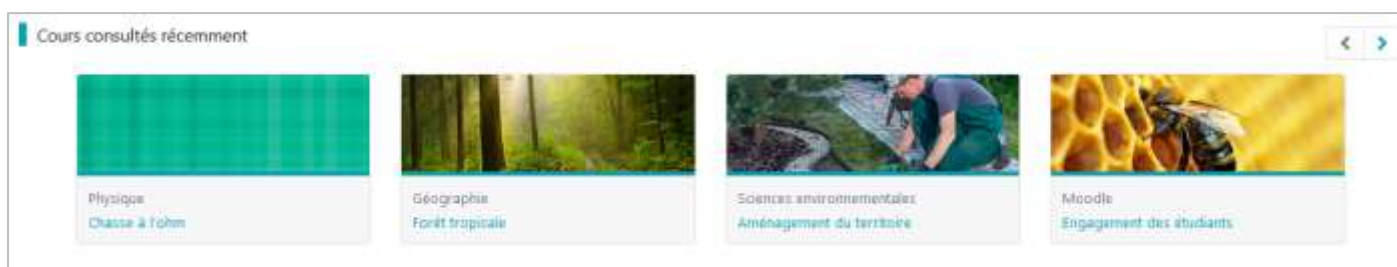 Cours consultés récemment
Physique
Chasse à l'ohm
Géographie
Forêt tropicale
Sciences environnementales
Aménagement du territoire
Moodle
Engagement des étudiants